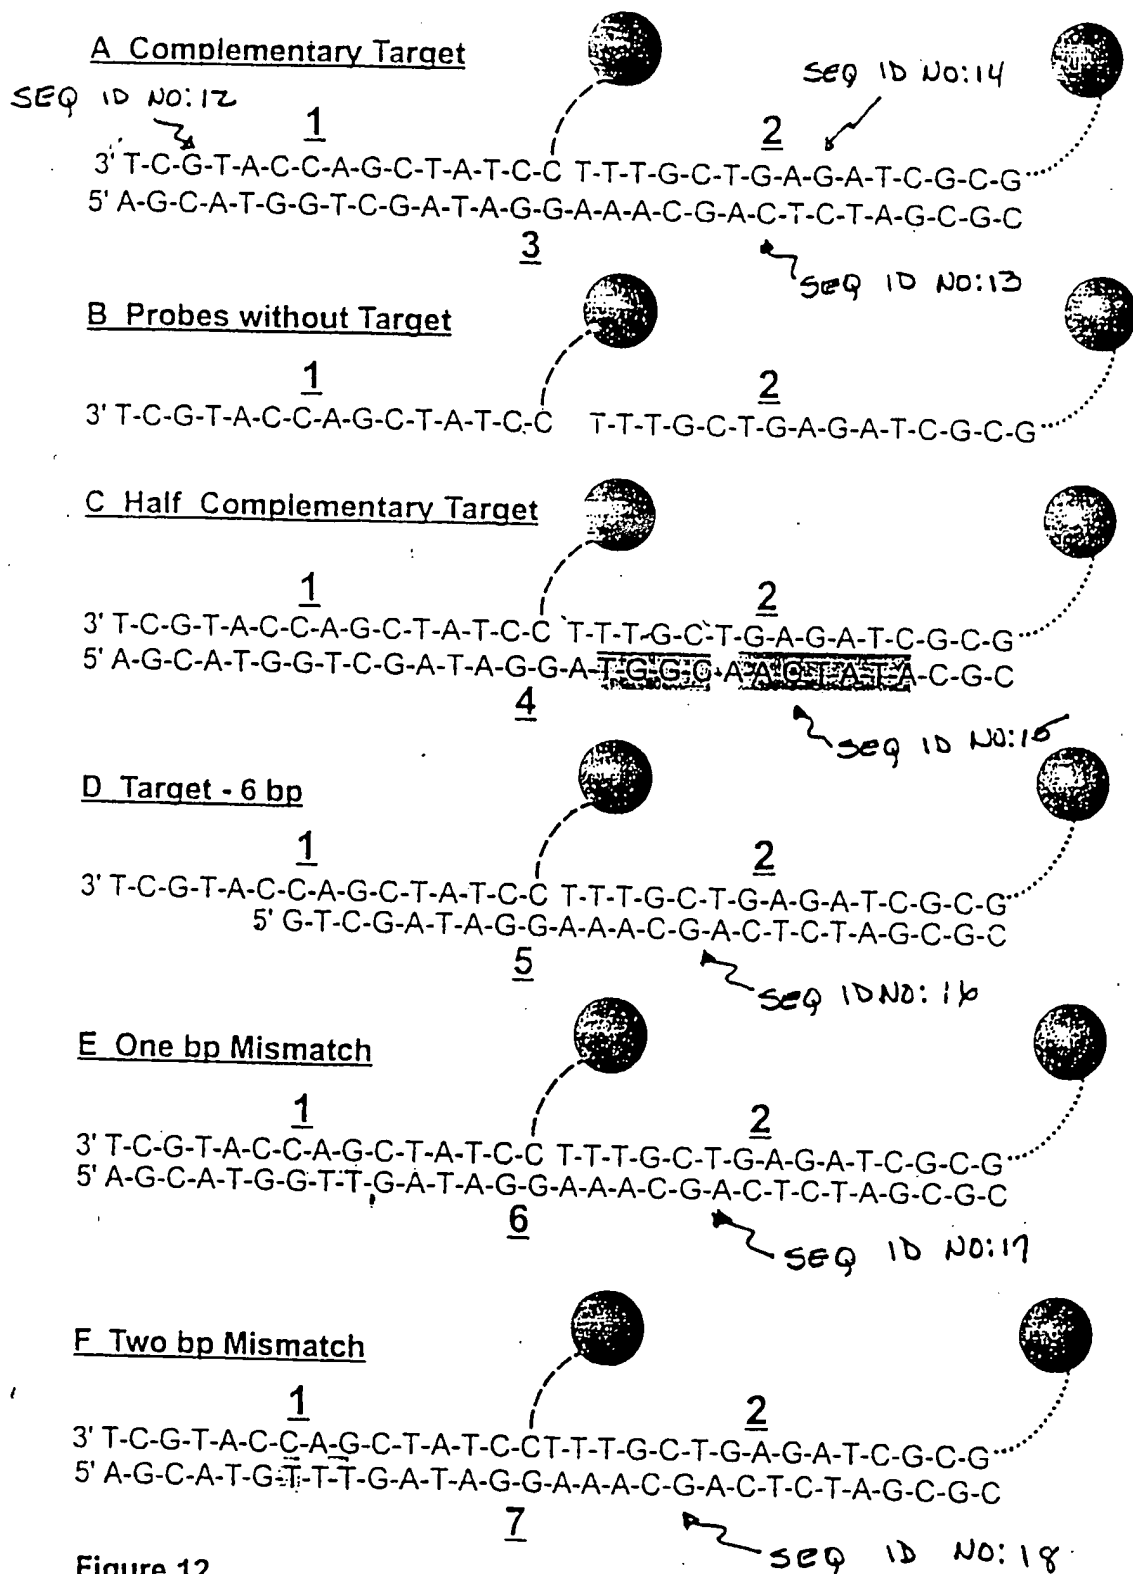 A Complementary Target
SEQ ID NO:12
SEQ ID NO:14
1
2
3' T-C-G-T-A-C-C-A-G-C-T-A-T-C-C T-T-T-G-C-T-G-A-G-A-T-C-G-C-G
5' A-G-C-A-T-G-G-T-C-G-A-T-A-G-G-A-A-A-C-G-A-C-T-C-T-A-G-C-G-C
3
SEQ ID NO:13
B Probes without Target
1
2
3' T-C-G-T-A-C-C-A-G-C-T-A-T-C-C T-T-T-G-C-T-G-A-G-A-T-C-G-C-G
C Half Complementary Target
1
2
3' T-C-G-T-A-C-C-A-G-C-T-A-T-C-C T-T-T-G-C-T-G-A-G-A-T-C-G-C-G
5' A-G-C-A-T-G-G-T-C-G-A-T-A-G-G-A-T-G-G-C-A-A-C-T-A-T-A-C-G-C
4
SEQ ID NO:15
D Target - 6 bp
1
2
3' T-C-G-T-A-C-C-A-G-C-T-A-T-C-C T-T-T-G-C-T-G-A-G-A-T-C-G-C-G
5' G-T-C-G-A-T-A-G-G-A-A-A-C-G-A-C-T-C-T-A-G-C-G-C
5
SEQ ID NO: 16
E One bp Mismatch
1
2
3' T-C-G-T-A-C-C-A-G-C-T-A-T-C-C T-T-T-G-C-T-G-A-G-A-T-C-G-C-G
5' A-G-C-A-T-G-G-T-T-G-A-T-A-G-G-A-A-A-C-G-A-C-T-C-T-A-G-C-G-C
6
SEQ ID NO:17
F Two bp Mismatch
1
2
3' T-C-G-T-A-C-C-A-G-C-T-A-T-C-C-T-T-T-G-C-T-G-A-G-A-T-C-G-C-G
5' A-G-C-A-T-G-T-T-T-G-A-T-A-G-G-A-A-A-C-G-A-C-T-C-T-A-G-C-G-C
7
SEQ ID NO: 18
Figure 12